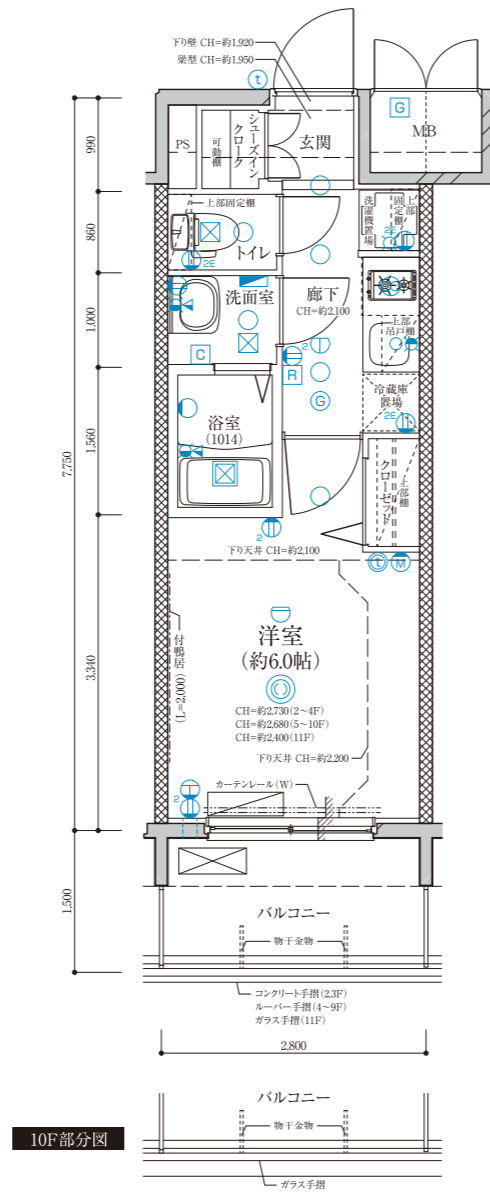 下り壁 CH=約1,920
梁型 CH=約1,950
t
G
MB
990
PS
可動棚
シューズイン
クローク
玄関
860
上部固定棚
トイレ
2E
洗濯機置場
上部
固定棚
2E
1,000
洗面室
廊下
CH=約2,100
上部
吊戸棚
C
2
R
G
冷蔵庫
置場
2E
7,750
1,560
浴室
(1014)
クローゼット
上部棚
2
下り天井 CH=約2,100
t
M
3,340
付鴨居
(L=2,000)
洋室
(約6.0帖)
CH=約2,730(2〜4F)
CH=約2,680(5〜10F)
CH=約2,400(11F)
下り天井 CH=約2,200
カーテンレール(W)
2
1,500
バルコニー
物干金物
コンクリート手摺(2,3F)
ルーバー手摺(4〜9F)
ガラス手摺(11F)
2,800
バルコニー
10F部分図
物干金物
ガラス手摺